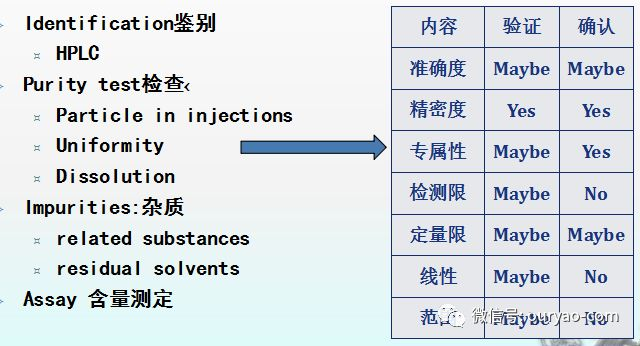 Identification鉴别
HPLC
Purity test检查
Particle in injections
Uniformity
Dissolution
Impurities:杂质
related substances
residual solvents
Assay 含量测定
内容 验证 确认
准确度 Maybe Maybe
精密度 Yes Yes
专属性 Maybe Yes
检测限 Maybe No
定量限 Maybe Maybe
线性 Maybe No
范 Maybe No
微信号: ouryao-com